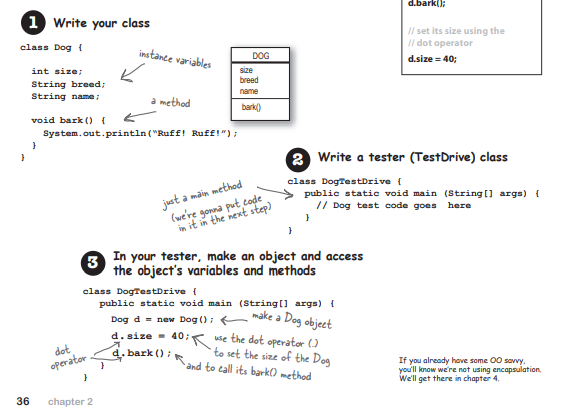 d.bark();
// set its size using the
// dot operator
d.size = 40;
1 Write your class
class Dog {
int size;
String breed;
String name;
void bark() {
System.out.println(“Ruff! Ruff!”);
}
}
instance variables
a method
DOG
size
breed
name
bark()
2 Write a tester (TestDrive) class
class DogTestDrive {
public static void main (String[] args) {
// Dog test code goes here
}
}
just a main method
(we're gonna put code
in it in the next step)
3 In your tester, make an object and access
the object's variables and methods
class DogTestDrive {
public static void main (String[] args) {
Dog d = new Dog();
make a Dog object
d.size = 40;
use the dot operator (.)
to set the size of the Dog
d.bark();
and to call its bark() method
dot
operator
}
}
If you already have some OO savvy,
you'll know we're not using encapsulation.
We'll get there in chapter 4.
36 chapter 2